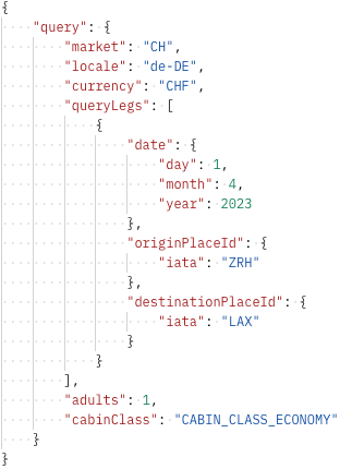 {
    "query": {
        "market": "CH",
        "locale": "de-DE",
        "currency": "CHF",
        "queryLegs": [
            {
                "date": {
                    "day": 1,
                    "month": 4,
                    "year": 2023
                },
                "originPlaceId": {
                    "iata": "ZRH"
                },
                "destinationPlaceId": {
                    "iata": "LAX"
                }
            }
        ],
        "adults": 1,
        "cabinClass": "CABIN_CLASS_ECONOMY"
    }
}